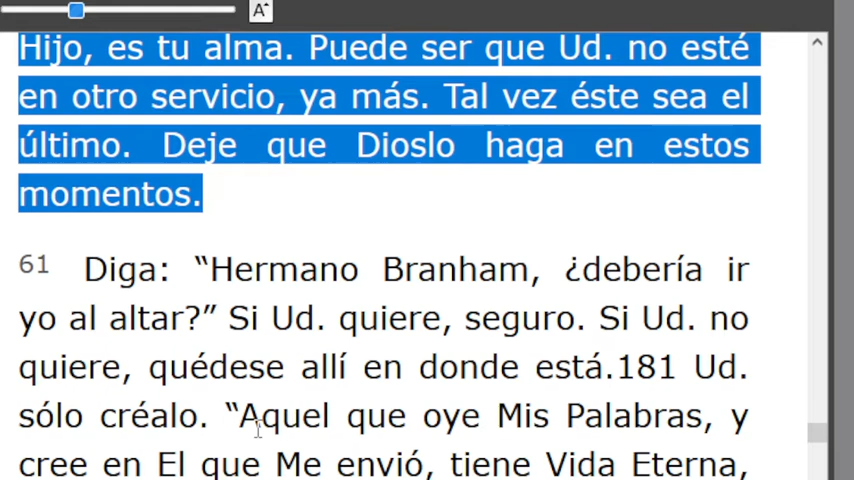 A
Hijo, es tu alma. Puede ser que Ud. no esté
en otro servicio, ya más. Tal vez éste sea el
último. Deje que Dioslo haga en estos
momentos.
61 Diga: “Hermano Branham, ¿debería ir
yo al altar?” Si Ud. quiere, seguro. Si Ud. no
quiere, quédese allí en donde está.181 Ud.
sólo créalo. “Aquel que oye Mis Palabras, y
cree en El que Me envió, tiene Vida Eterna,